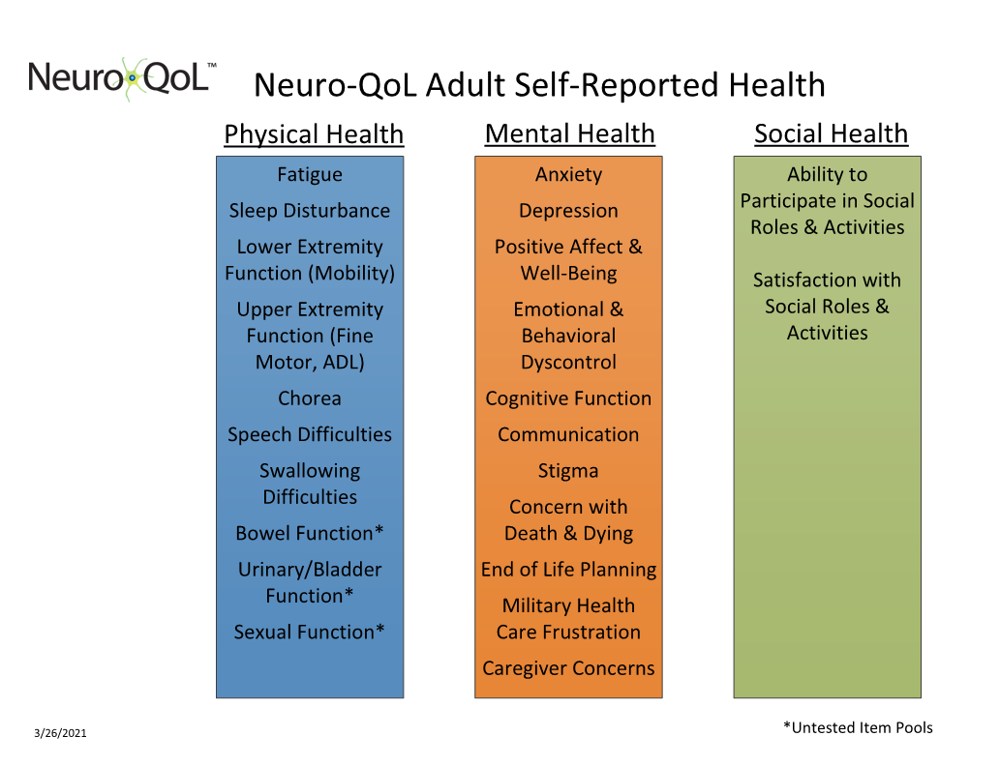 Neuro QoL™
Neuro-QoL Adult Self-Reported Health
Physical Health
Fatigue
Sleep Disturbance
Lower Extremity
Function (Mobility)
Upper Extremity
Function (Fine
Motor, ADL)
Chorea
Speech Difficulties
Swallowing
Difficulties
Bowel Function*
Urinary/Bladder
Function*
Sexual Function*
Mental Health
Anxiety
Depression
Positive Affect &
Well-Being
Emotional &
Behavioral
Dyscontrol
Cognitive Function
Communication
Stigma
Concern with
Death & Dying
End of Life Planning
Military Health
Care Frustration
Caregiver Concerns
Social Health
Ability to
Participate in Social
Roles & Activities
Satisfaction with
Social Roles &
Activities
3/26/2021
*Untested Item Pools